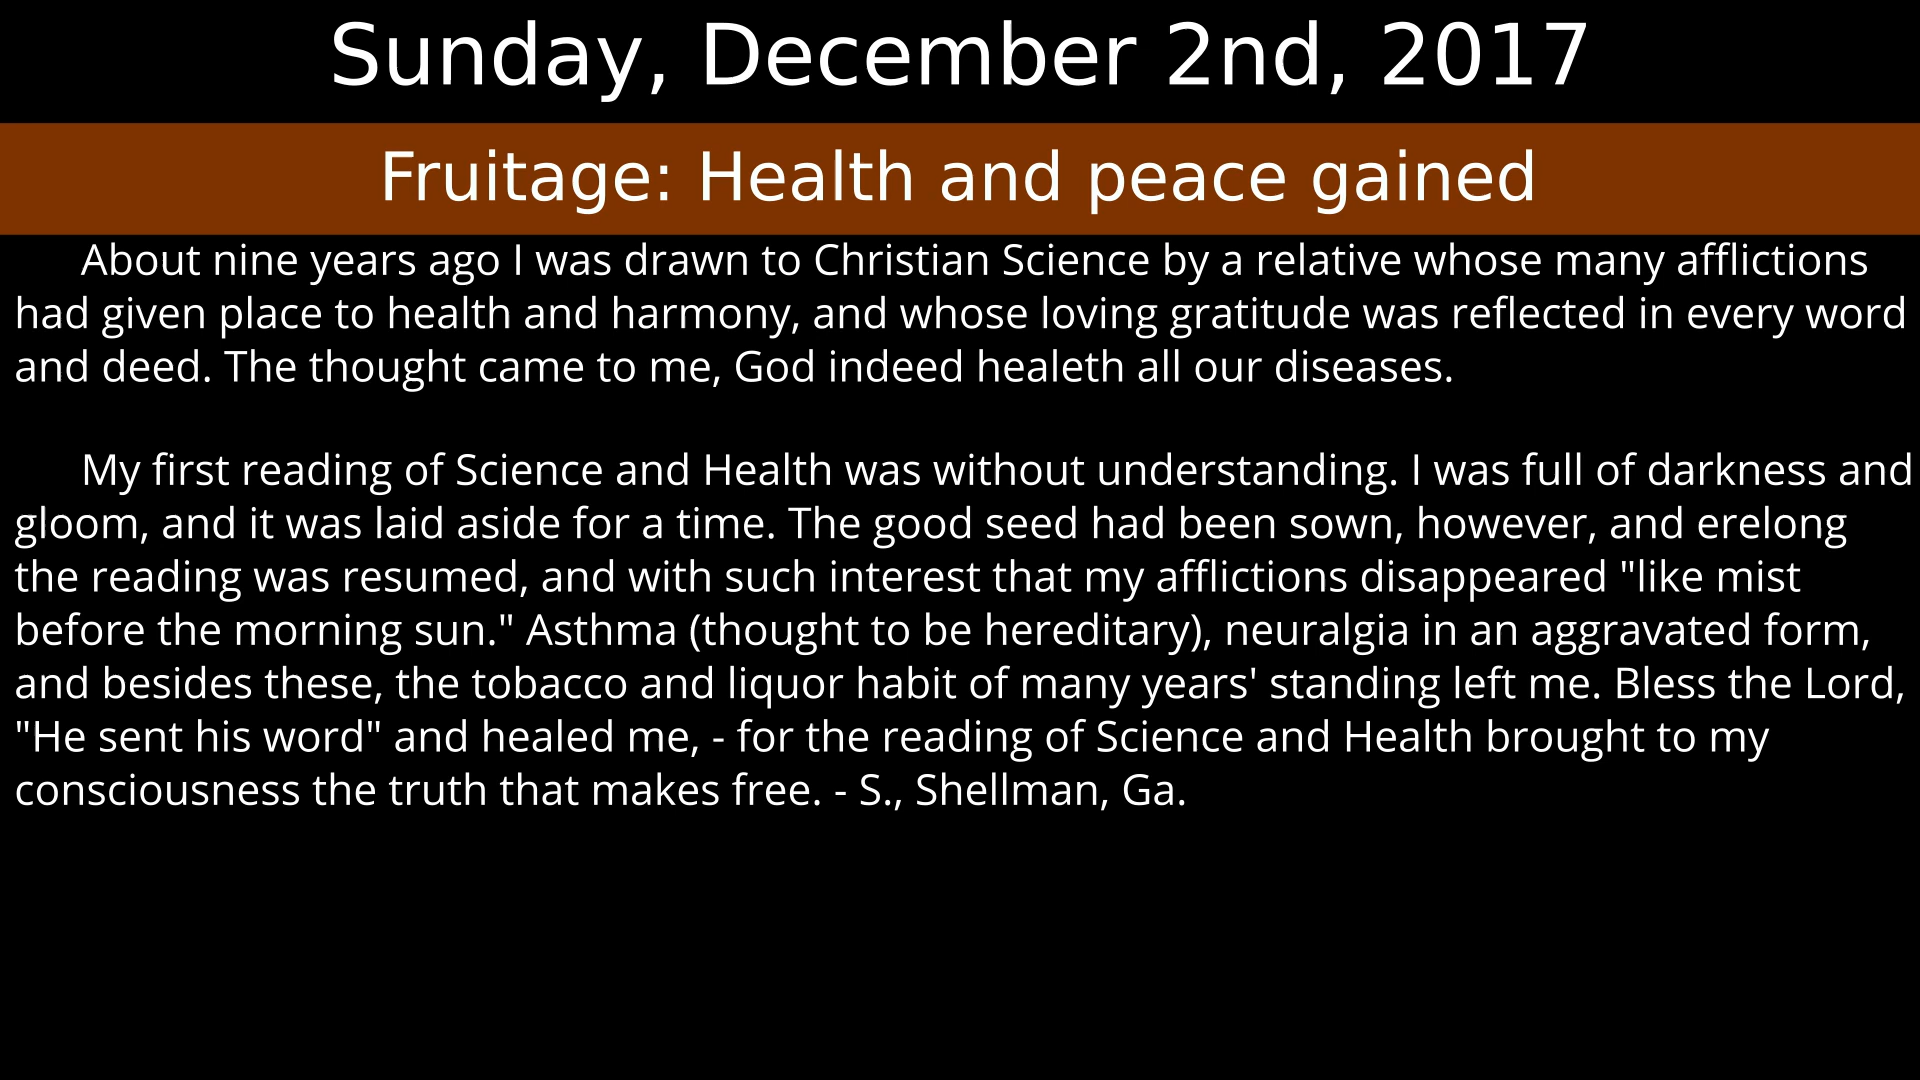 Sunday, December 2nd, 2017
Fruitage: Health and peace gained
About nine years ago I was drawn to Christian Science by a relative whose many afflictions
had given place to health and harmony, and whose loving gratitude was reflected in every word
and deed. The thought came to me, God indeed healeth all our diseases.
My first reading of Science and Health was without understanding. I was full of darkness and
gloom, and it was laid aside for a time. The good seed had been sown, however, and erelong
the reading was resumed, and with such interest that my afflictions disappeared "like mist
before the morning sun." Asthma (thought to be hereditary), neuralgia in an aggravated form,
and besides these, the tobacco and liquor habit of many years' standing left me. Bless the Lord,
"He sent his word" and healed me, - for the reading of Science and Health brought to my
consciousness the truth that makes free. - S., Shellman, Ga.